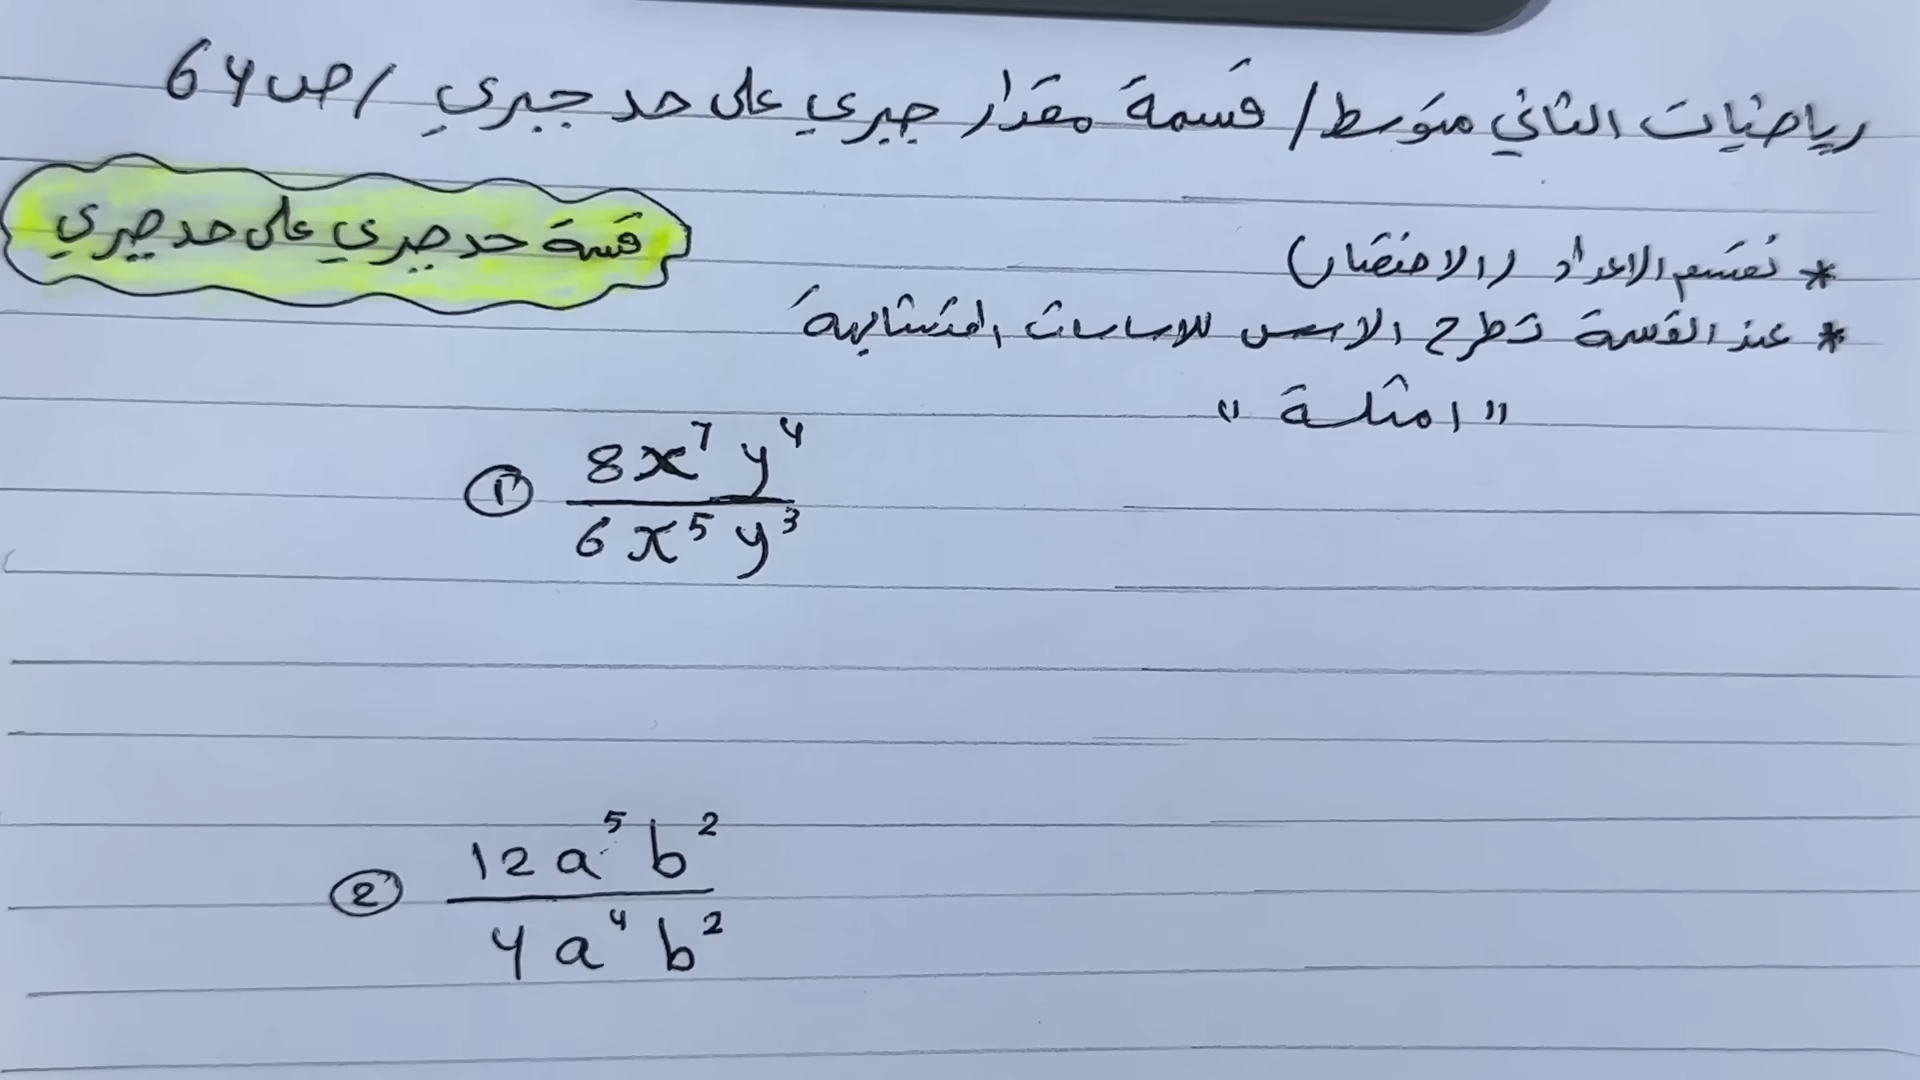 رياضيات الثاني متوسط / قسمة مقدار جبري على حد جبري / ص 64
قسمة حد جبري على حد جبري
* نقسم الاعداد (الاختصار)
* عند القسمة تطرح الاسس للاساسات المتشابهة
"امثلة"
① 8x⁷y⁴
6x⁵y³
② 12a⁵b²
4a⁴b²